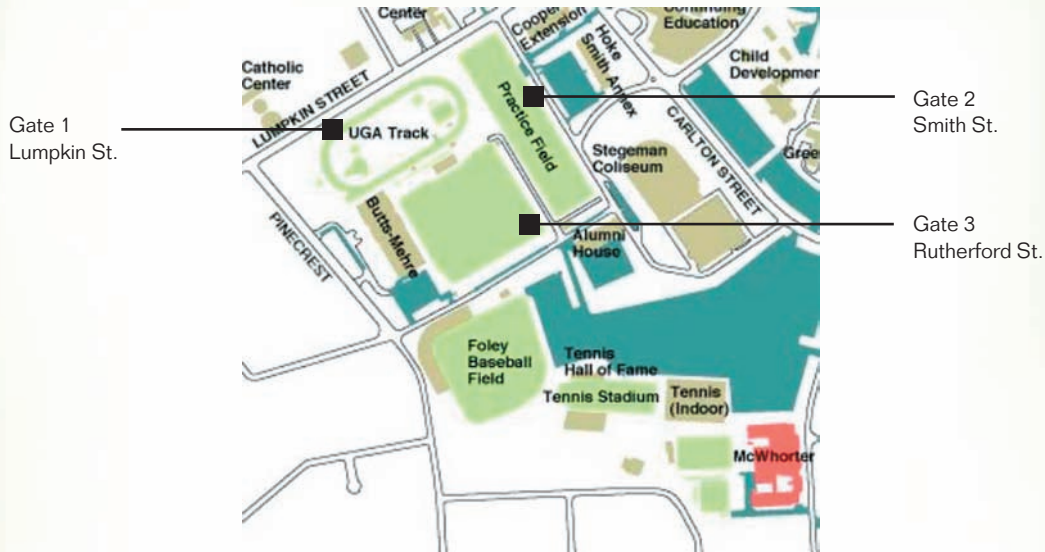 Center
Cooper
Extension
Hoke
Smith Annex
Continuing
Education
Child
Developmen
Catholic
Center
LUMPKIN STREET
UGA Track
Practice Field
Gate 2
Smith St.
Gate 1
Lumpkin St.
Stegeman
Coliseum
CARLTON STREET
Gree
PINECREST
Butts-Mehre
Alumni
House
Gate 3
Rutherford St.
Foley
Baseball
Field
Tennis
Hall of Fame
Tennis Stadium
Tennis
(Indoor)
McWhorter